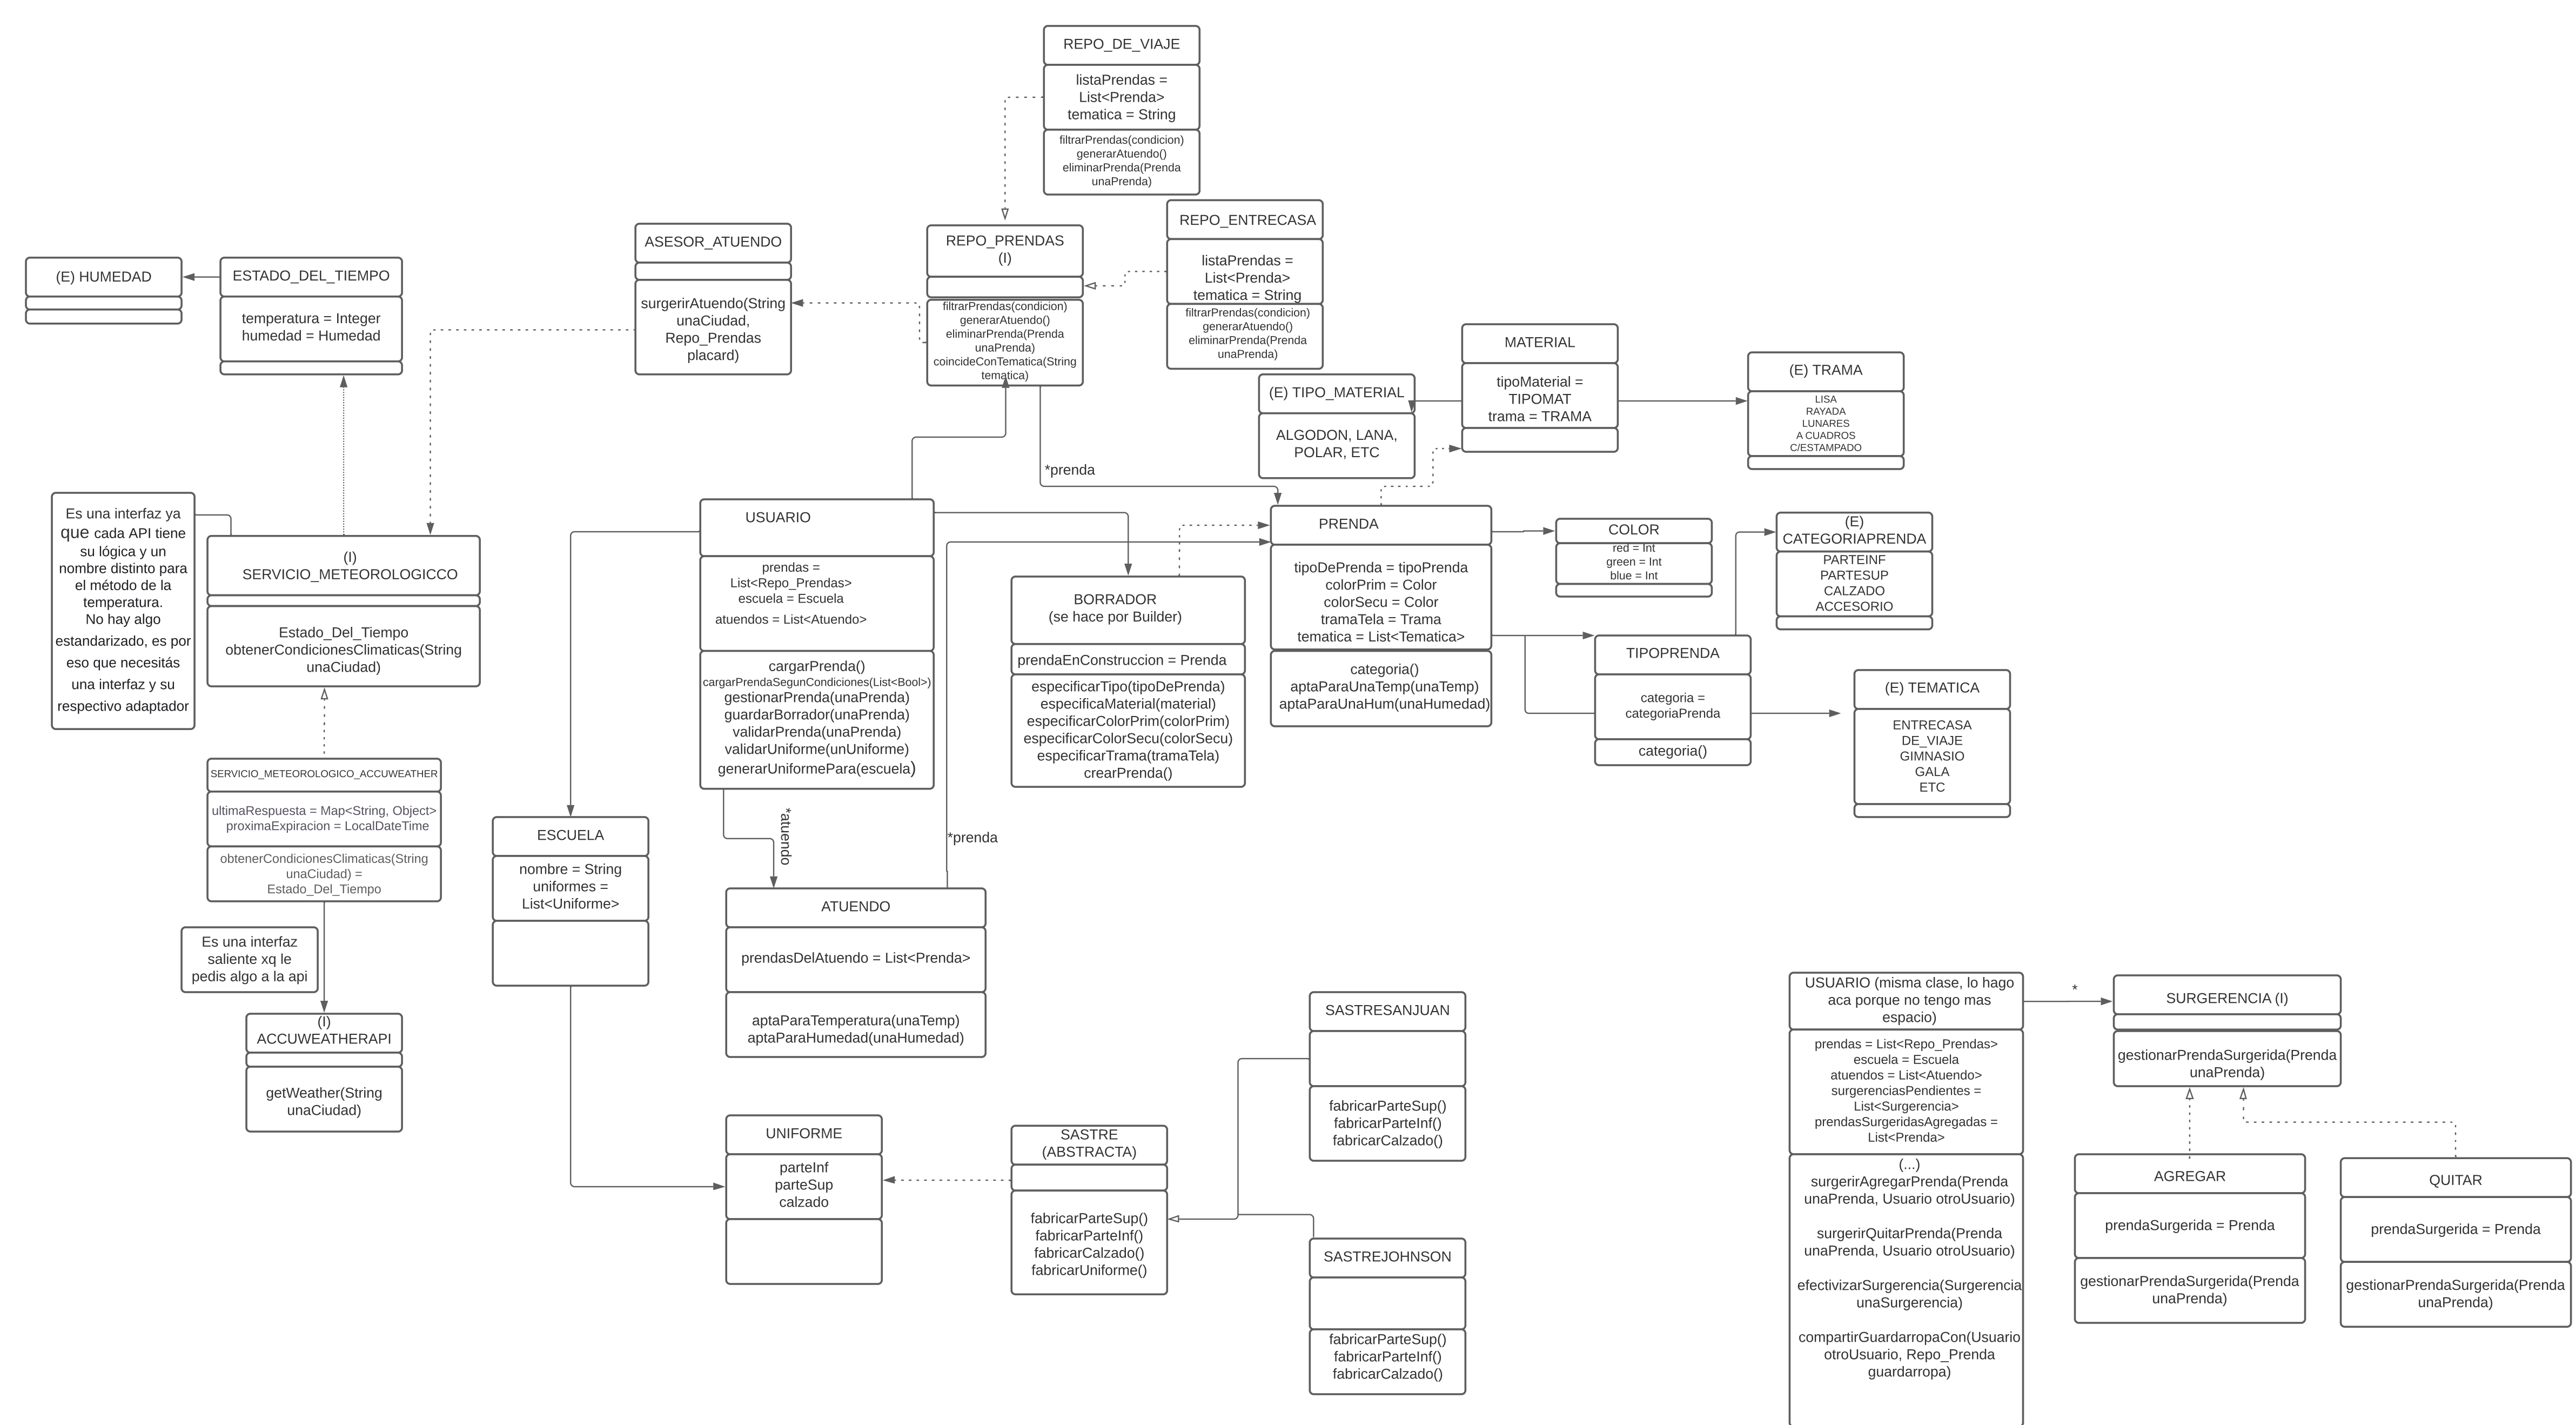 REPO_DE_VIAJE
listaPrendas =
List<Prenda>
tematica = String
filtrarPrendas(condicion)
generarAtuendo()
eliminarPrenda(Prenda
unaPrenda)
REPO_ENTRECASA
listaPrendas =
List<Prenda>
tematica = String
filtrarPrendas(condicion)
generarAtuendo()
eliminarPrenda(Prenda
unaPrenda)
ASESOR_ATUENDO
surgerirAtuendo(String
unaCiudad,
Repo_Prendas
placard)
REPO_PRENDAS
(I)
filtrarPrendas(condicion)
generarAtuendo()
eliminarPrenda(Prenda
unaPrenda)
coincideConTematica(String
tematica)
(E) HUMEDAD
ESTADO_DEL_TIEMPO
temperatura = Integer
humedad = Humedad
MATERIAL
tipoMaterial =
TIPOMAT
trama = TRAMA
(E) TRAMA
LISA
RAYADA
LUNARES
A CUADROS
C/ESTAMPADO
(E) TIPO_MATERIAL
ALGODON, LANA,
POLAR, ETC
*prenda
Es una interfaz ya
que cada API tiene
su lógica y un
nombre distinto para
el método de la
temperatura.
No hay algo
estandarizado, es por
eso que necesitás
una interfaz y su
respectivo adaptador
(I)
SERVICIO_METEOROLOGICCO
Estado_Del_Tiempo
obtenerCondicionesClimaticas(String
unaCiudad)
USUARIO
prendas =
List<Repo_Prendas>
escuela = Escuela
atuendos = List<Atuendo>
cargarPrenda()
cargarPrendaSegunCondiciones(List<Bool>)
gestionarPrenda(unaPrenda)
guardarBorrador(unaPrenda)
validarPrenda(unaPrenda)
validarUniforme(unUniforme)
generarUniformePara(escuela)
BORRADOR
(se hace por Builder)
prendaEnConstruccion = Prenda
especificarTipo(tipoDePrenda)
especificaMaterial(material)
especificarColorPrim(colorPrim)
especificarColorSecu(colorSecu)
especificarTrama(tramaTela)
crearPrenda()
PRENDA
tipoDePrenda = tipoPrenda
colorPrim = Color
colorSecu = Color
tramaTela = Trama
tematica = List<Tematica>
categoria()
aptaParaUnaTemp(unaTemp)
aptaParaUnaHum(unaHumedad)
COLOR
red = Int
green = Int
blue = Int
(E)
CATEGORIAPRENDA
PARTEINF
PARTESUP
CALZADO
ACCESORIO
TIPOPRENDA
categoria =
categoriaPrenda
categoria()
(E) TEMATICA
ENTRECASA
DE_VIAJE
GIMNASIO
GALA
ETC
SERVICIO_METEOROLOGICO_ACCUWEATHER
ultimaRespuesta = Map<String, Object>
proximaExpiracion = LocalDateTime
obtenerCondicionesClimaticas(String
unaCiudad) =
Estado_Del_Tiempo
Es una interfaz
saliente xq le
pedis algo a la api
(I)
ACCUWEATHERAPI
getWeather(String
unaCiudad)
ESCUELA
nombre = String
uniformes =
List<Uniforme>
*atuendo
*prenda
ATUENDO
prendasDelAtuendo = List<Prenda>
aptaParaTemperatura(unaTemp)
aptaParaHumedad(unaHumedad)
UNIFORME
parteInf
parteSup
calzado
SASTRE
(ABSTRACTA)
fabricarParteSup()
fabricarParteInf()
fabricarCalzado()
fabricarUniforme()
SASTRESANJUAN
fabricarParteSup()
fabricarParteInf()
fabricarCalzado()
SASTREJOHNSON
fabricarParteSup()
fabricarParteInf()
fabricarCalzado()
USUARIO (misma clase, lo hago
aca porque no tengo mas
espacio)
prendas = List<Repo_Prendas>
escuela = Escuela
atuendos = List<Atuendo>
surgerenciasPendientes =
List<Surgerencia>
prendasSurgeridasAgregadas =
List<Prenda>
(...)
surgerirAgregarPrenda(Prenda
unaPrenda, Usuario otroUsuario)
surgerirQuitarPrenda(Prenda
unaPrenda, Usuario otroUsuario)
efectivizarSurgerencia(Surgerencia
unaSurgerencia)
compartirGuardarropaCon(Usuario
otroUsuario, Repo_Prenda
guardarropa)
*
SURGERENCIA (I)
gestionarPrendaSurgerida(Prenda
unaPrenda)
AGREGAR
prendaSurgerida = Prenda
gestionarPrendaSurgerida(Prenda
unaPrenda)
QUITAR
prendaSurgerida = Prenda
gestionarPrendaSurgerida(Prenda
unaPrenda)